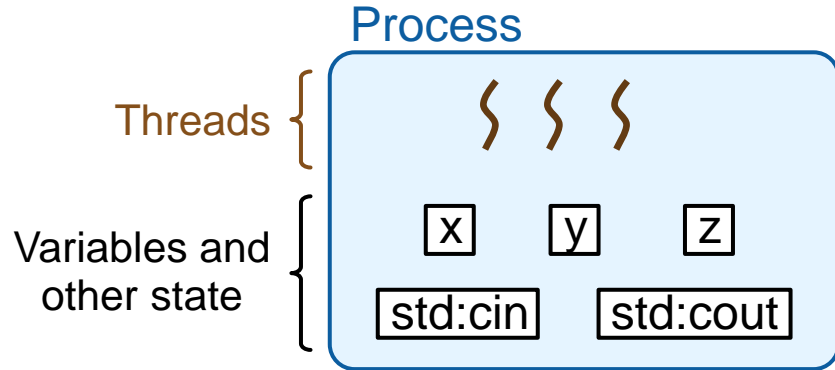 Process
Threads
x y z
Variables and
other state
std:cin std:cout